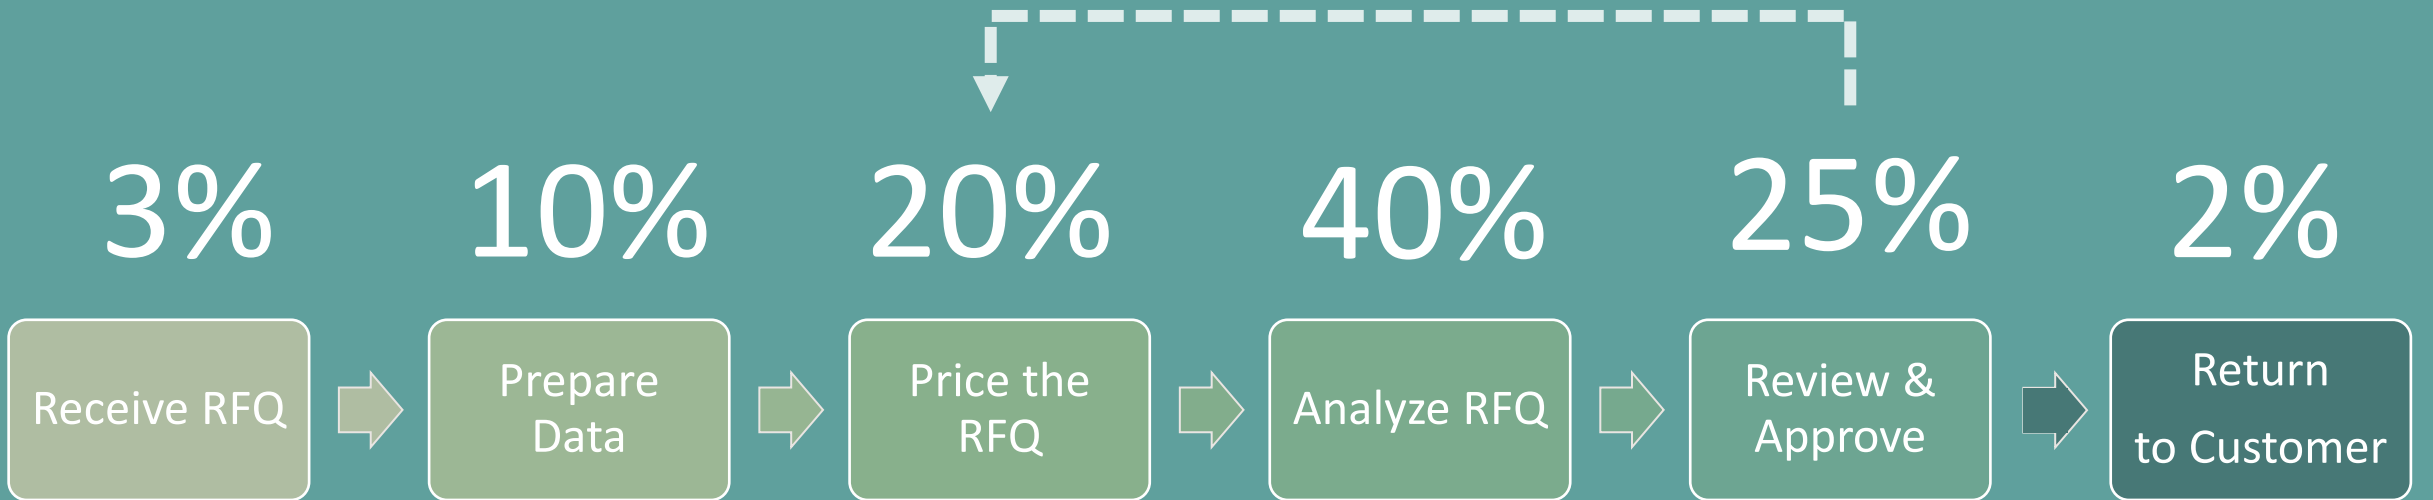 3%
10%
20%
40%
25%
2%
Receive RFQ
Prepare
Data
Price the
RFQ
Analyze RFQ
Review &
Approve
Return
to Customer